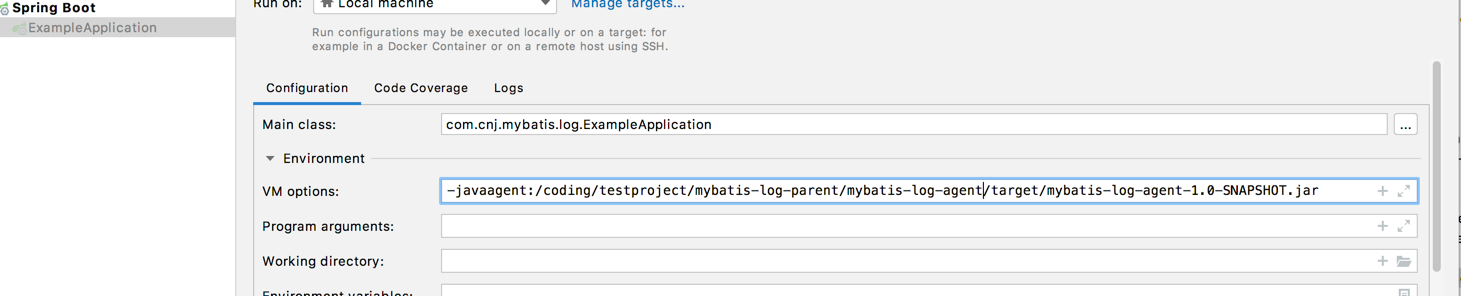 Spring Boot
ExampleApplication
Run on: Local machine Manage targets...
Run configurations may be executed locally or on a target: for
example in a Docker Container or on a remote host using SSH.
Configuration Code Coverage Logs
Main class: com.cnj.mybatis.log.ExampleApplication ...
Environment
VM options: -javaagent:/coding/testproject/mybatis-log-parent/mybatis-log-agent/target/mybatis-log-agent-1.0-SNAPSHOT.jar
Program arguments:
Working directory:
Environment variables: